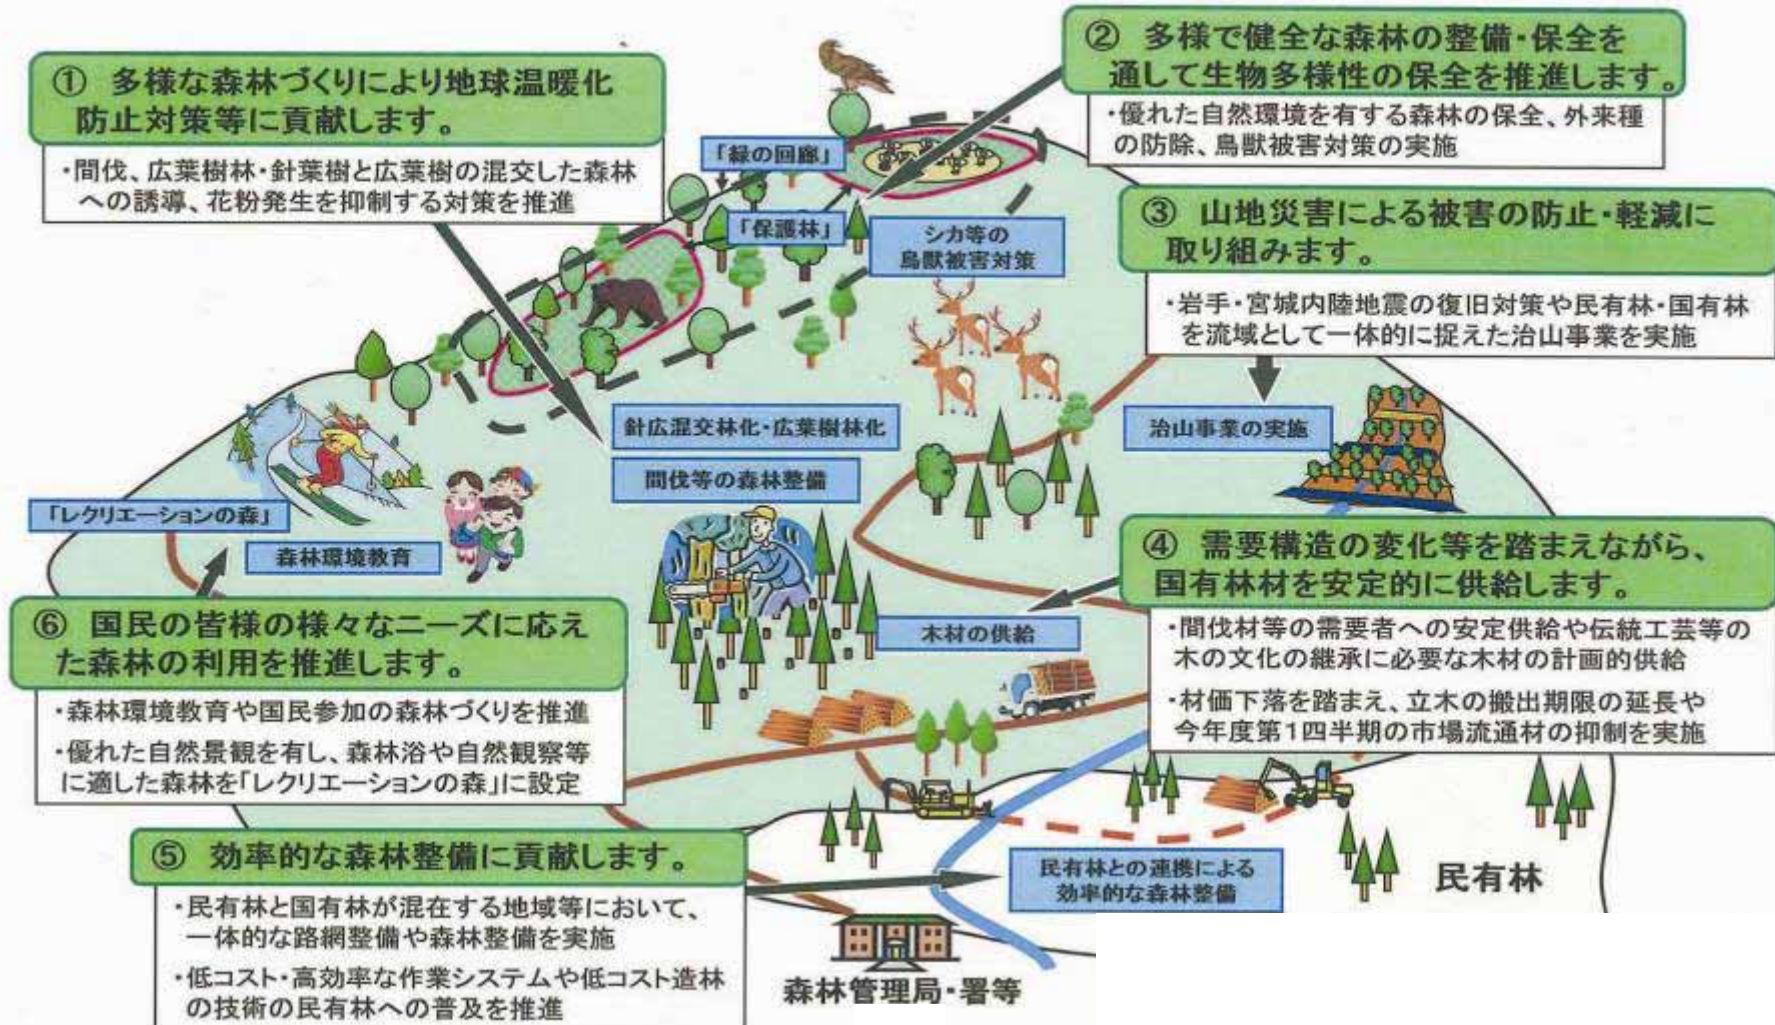 ① 多様な森林づくりにより地球温暖化
防止対策等に貢献します。
・間伐、広葉樹林・針葉樹と広葉樹の混交した森林
への誘導、花粉発生を抑制する対策を推進
② 多様で健全な森林の整備・保全を
通して生物多様性の保全を推進します。
・優れた自然環境を有する森林の保全、外来種
の防除、鳥獣被害対策の実施
「緑の回廊」
「保護林」
シカ等の
鳥獣被害対策
③ 山地災害による被害の防止・軽減に
取り組みます。
・岩手・宮城内陸地震の復旧対策や民有林・国有林
を流域として一体的に捉えた治山事業を実施
針広混交林化・広葉樹林化
間伐等の森林整備
治山事業の実施
「レクリエーションの森」
森林環境教育
④ 需要構造の変化等を踏まえながら、
国有林材を安定的に供給します。
・間伐材等の需要者への安定供給や伝統工芸等の
木の文化の継承に必要な木材の計画的供給
・材価下落を踏まえ、立木の搬出期限の延長や
今年度第1四半期の市場流通材の抑制を実施
木材の供給
⑥ 国民の皆様の様々なニーズに応え
た森林の利用を推進します。
・森林環境教育や国民参加の森林づくりを推進
・優れた自然景観を有し、森林浴や自然観察等
に適した森林を「レクリエーションの森」に設定
⑤ 効率的な森林整備に貢献します。
・民有林と国有林が混在する地域等において、
一体的な路網整備や森林整備を実施
・低コスト・高効率な作業システムや低コスト造林
の技術の民有林への普及を推進
民有林との連携による
効率的な森林整備
民有林
森林管理局・署等